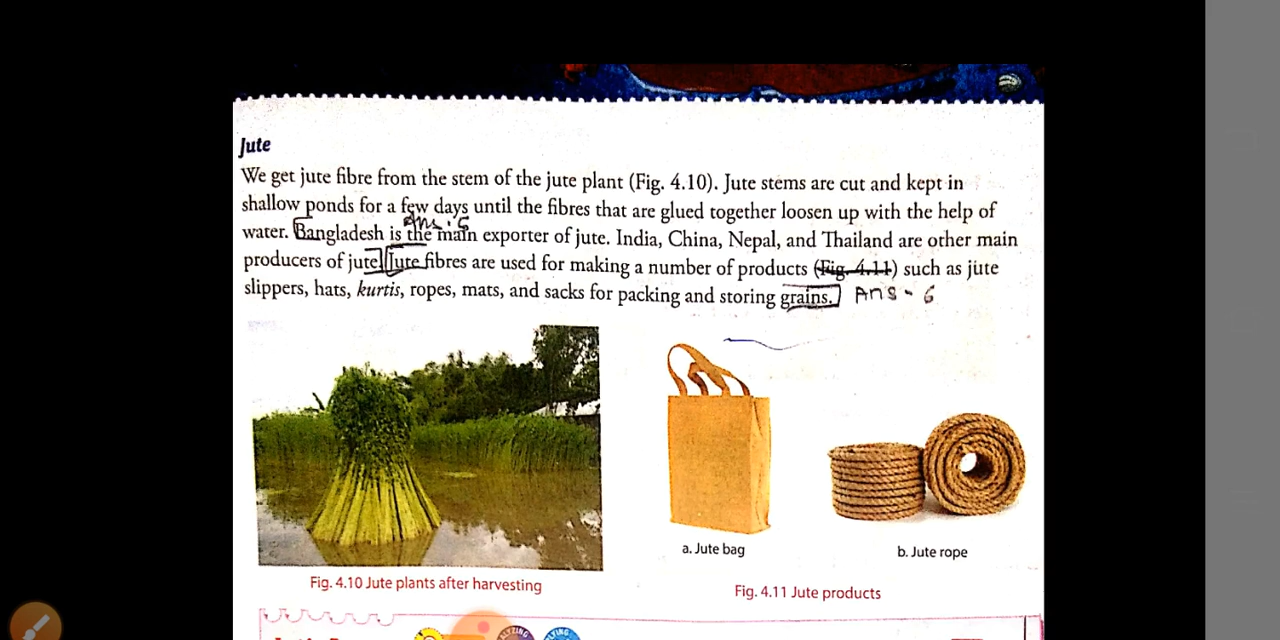 Jute
We get jute fibre from the stem of the jute plant (Fig. 4.10). Jute stems are cut and kept in
shallow ponds for a few days until the fibres that are glued together loosen up with the help of
Ans. 5
water. Bangladesh is the main exporter of jute. India, China, Nepal, and Thailand are other main
producers of jute. Jute fibres are used for making a number of products (Fig. 4.11) such as jute
slippers, hats, kurtis, ropes, mats, and sacks for packing and storing grains. Ans - 6
a. Jute bag
b. Jute rope
Fig. 4.10 Jute plants after harvesting
Fig. 4.11 Jute products